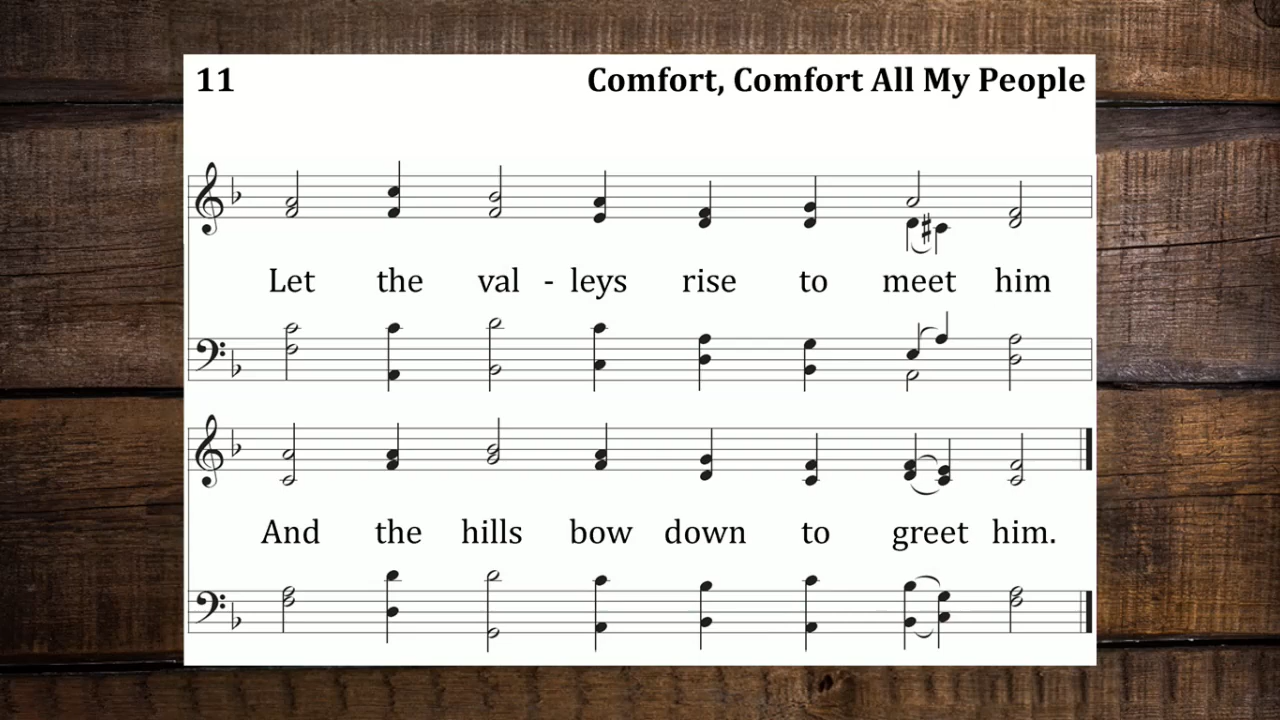 11 Comfort, Comfort All My People
Let the val - leys rise to meet him
And the hills bow down to greet him.